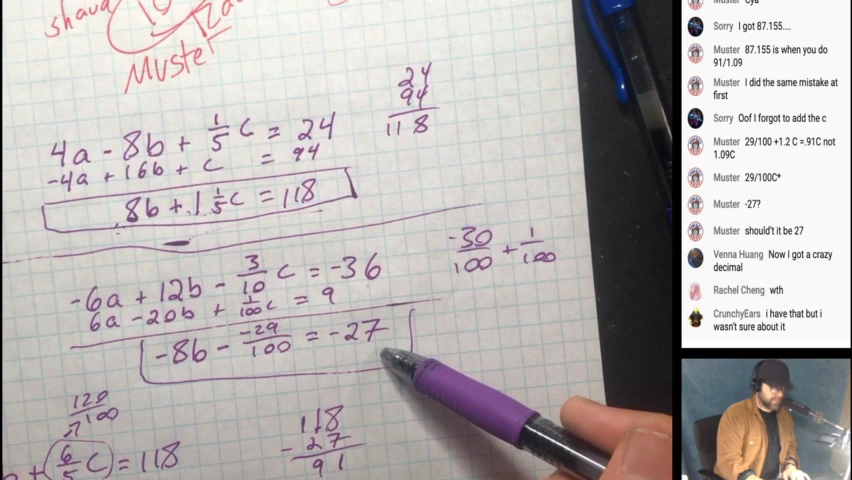 shaud
10
Muster
24
94
118
4a - 8b + 1/5 c = 24
-4a + 16b + c = 94
8b + 1 1/5 c = 118
-30/100 + 1/100
-6a + 12b - 3/10 c = -36
6a - 20b + 1/100 c = 9
-8b - -29/100 = -27
120/100
+ 6/5 c) = 118
118
- 27
91
Muster Cya
Sorry I got 87.155....
Muster 87.155 is when you do
91/1.09
Muster I did the same mistake at
first
Sorry Oof I forgot to add the c
Muster 29/100 +1.2 C =.91C not
1.09C
Muster 29/100C*
Muster -27?
Muster should't it be 27
Venna Huang Now I got a crazy
decimal
Rachel Cheng wth
CrunchyEars i have that but i
wasn't sure about it